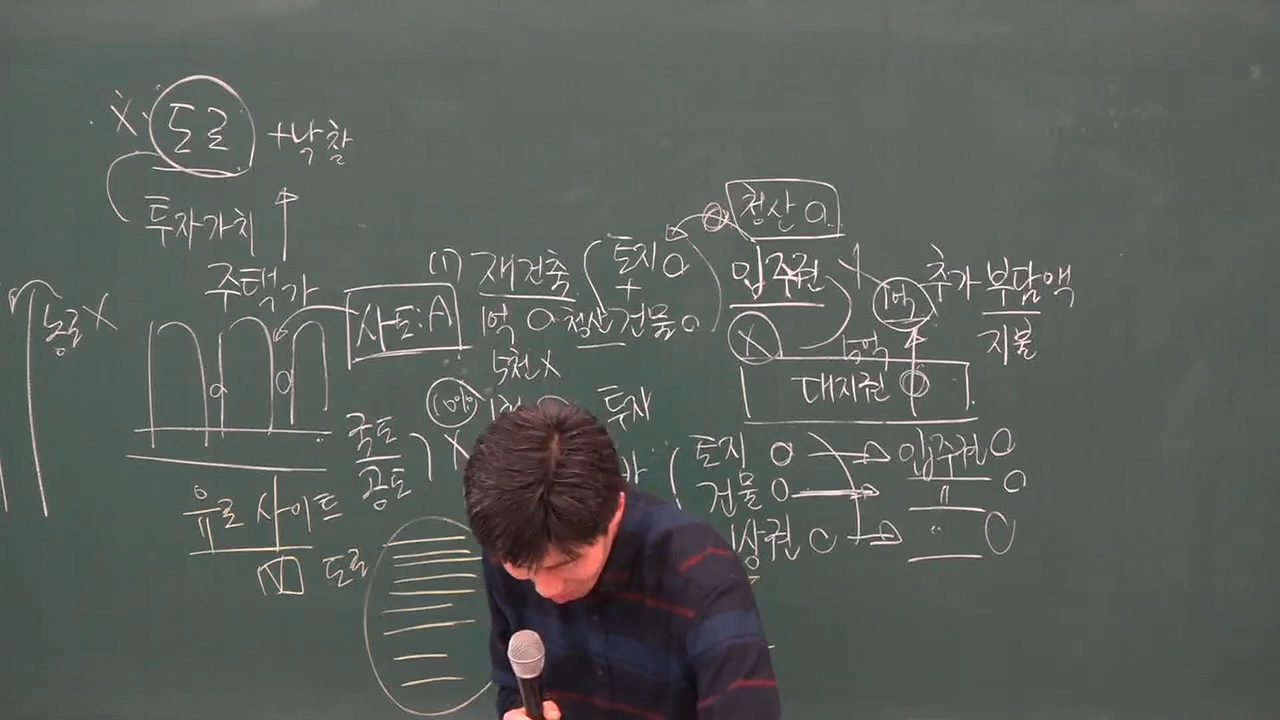 X. 도로 +낙찰
투자가치 ↑
주택가
농로 X
사도: A
국도
공도
유료 사이트
도로
(1) 재건축
토지 O
+
건물 O
1억 O 청산
5천 X
10%
투자
청산 O
입주권
X
1억
추가 부담액
지불
대지권
토지 O → 입주권 O
건물 O → 〃 O
상권 O → 〃 O